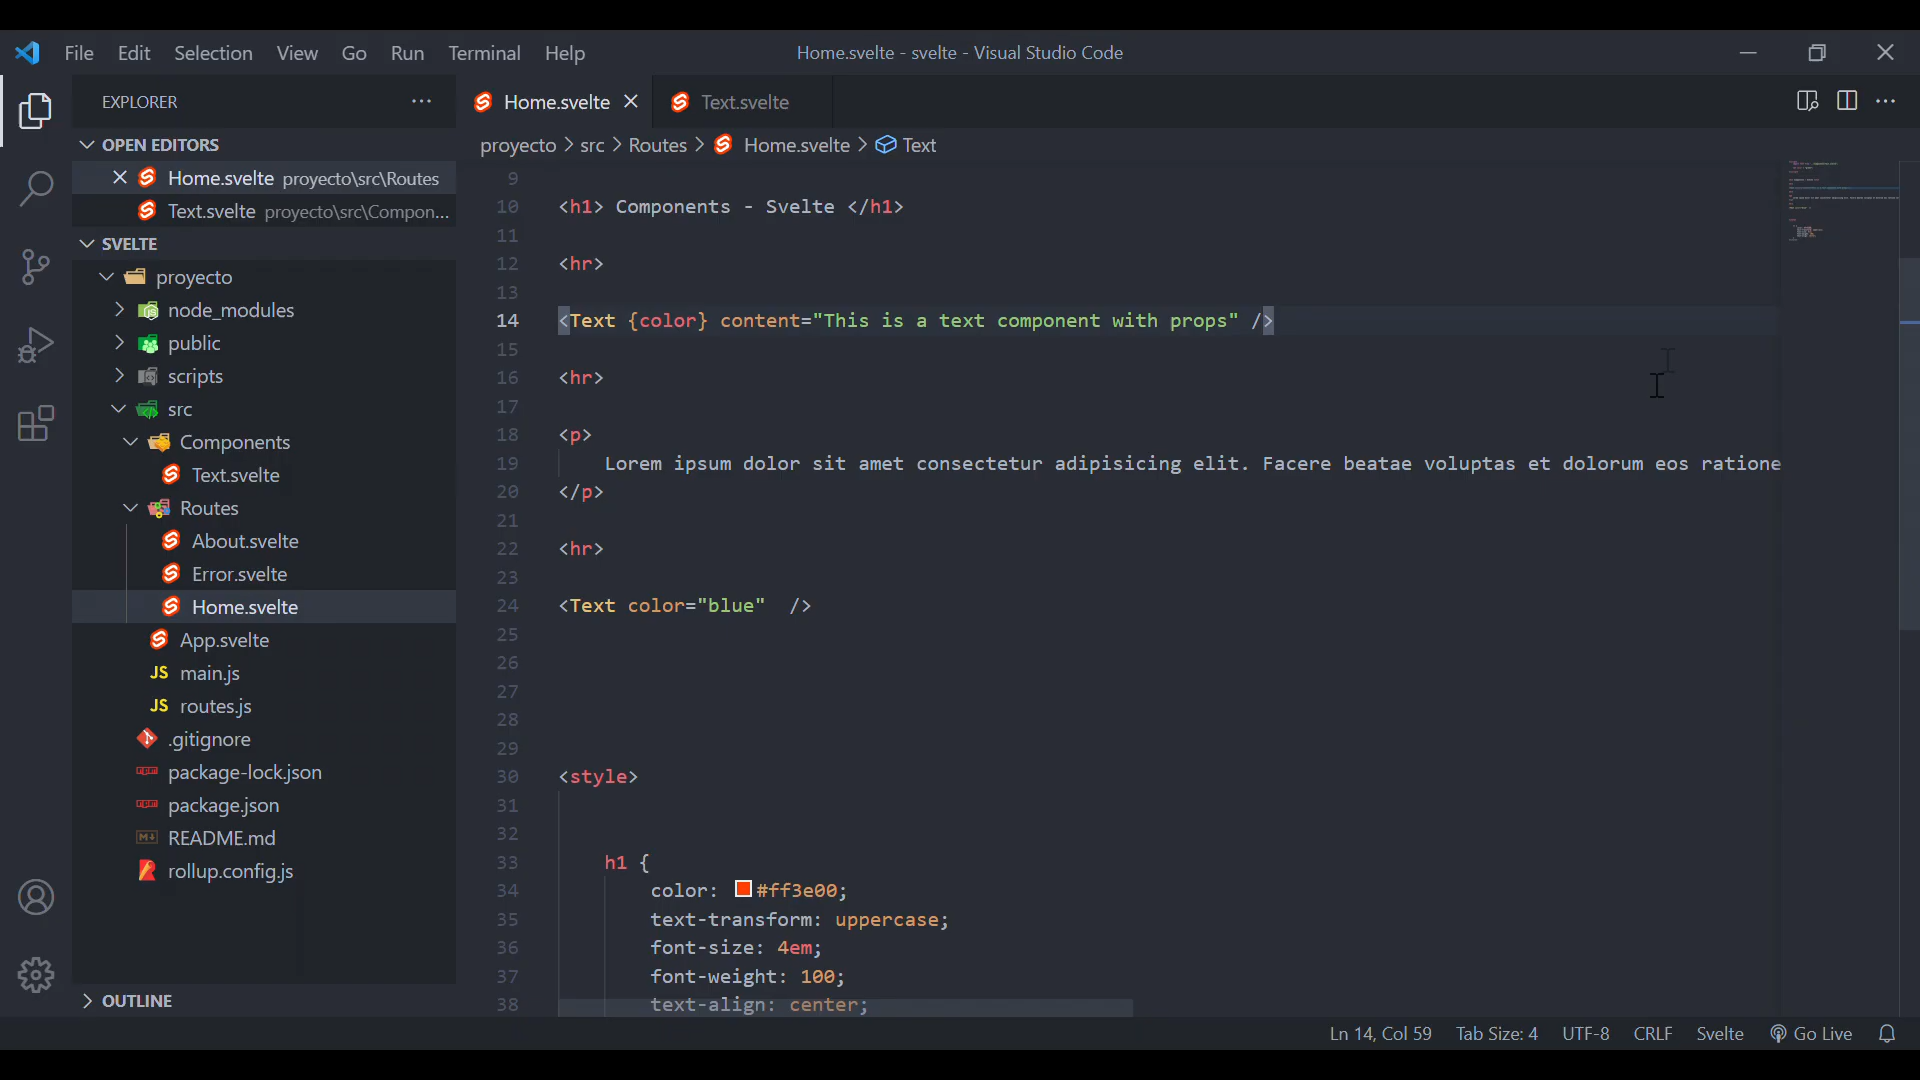 File Edit Selection View Go Run Terminal Help
Home.svelte - svelte - Visual Studio Code
EXPLORER
OPEN EDITORS
Home.svelte proyecto\src\Routes
Text.svelte proyecto\src\Compon...
SVELTE
proyecto
node_modules
public
scripts
src
Components
Text.svelte
Routes
About.svelte
Error.svelte
Home.svelte
App.svelte
JS main.js
JS routes.js
.gitignore
package-lock.json
package.json
README.md
rollup.config.js
OUTLINE
Home.svelte
Text.svelte
proyecto > src > Routes > Home.svelte > Text
9
10 <h1> Components - Svelte </h1>
11
12 <hr>
13
14 <Text {color} content="This is a text component with props" />
15
16 <hr>
17
18 <p>
19 Lorem ipsum dolor sit amet consectetur adipisicing elit. Facere beatae voluptas et dolorum eos ratione
20 </p>
21
22 <hr>
23
24 <Text color="blue"  />
25
26
27
28
29
30 <style>
31
32
33 h1 {
34 color: #ff3e00;
35 text-transform: uppercase;
36 font-size: 4em;
37 font-weight: 100;
38 text-align: center;
Ln 14, Col 59 Tab Size: 4 UTF-8 CRLF Svelte Go Live